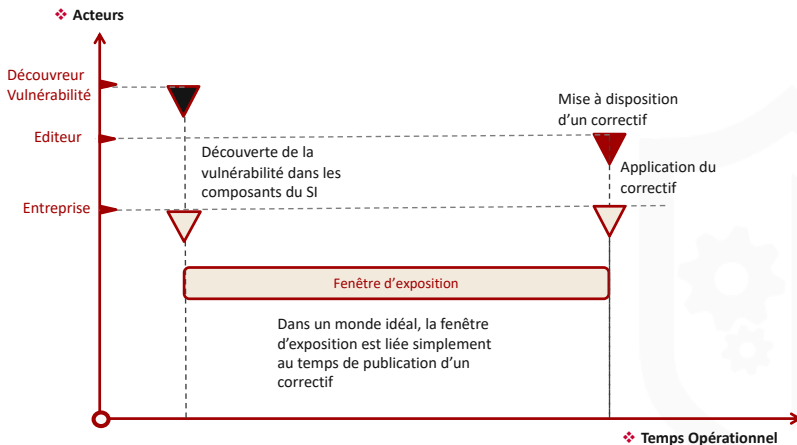 ❖ Acteurs
Découvreur
Vulnérabilité
Mise à disposition
d'un correctif
Editeur
Découverte de la
vulnérabilité dans les
composants du SI
Application du
correctif
Entreprise
Fenêtre d'exposition
Dans un monde idéal, la fenêtre
d'exposition est liée simplement
au temps de publication d'un
correctif
❖ Temps Opérationnel